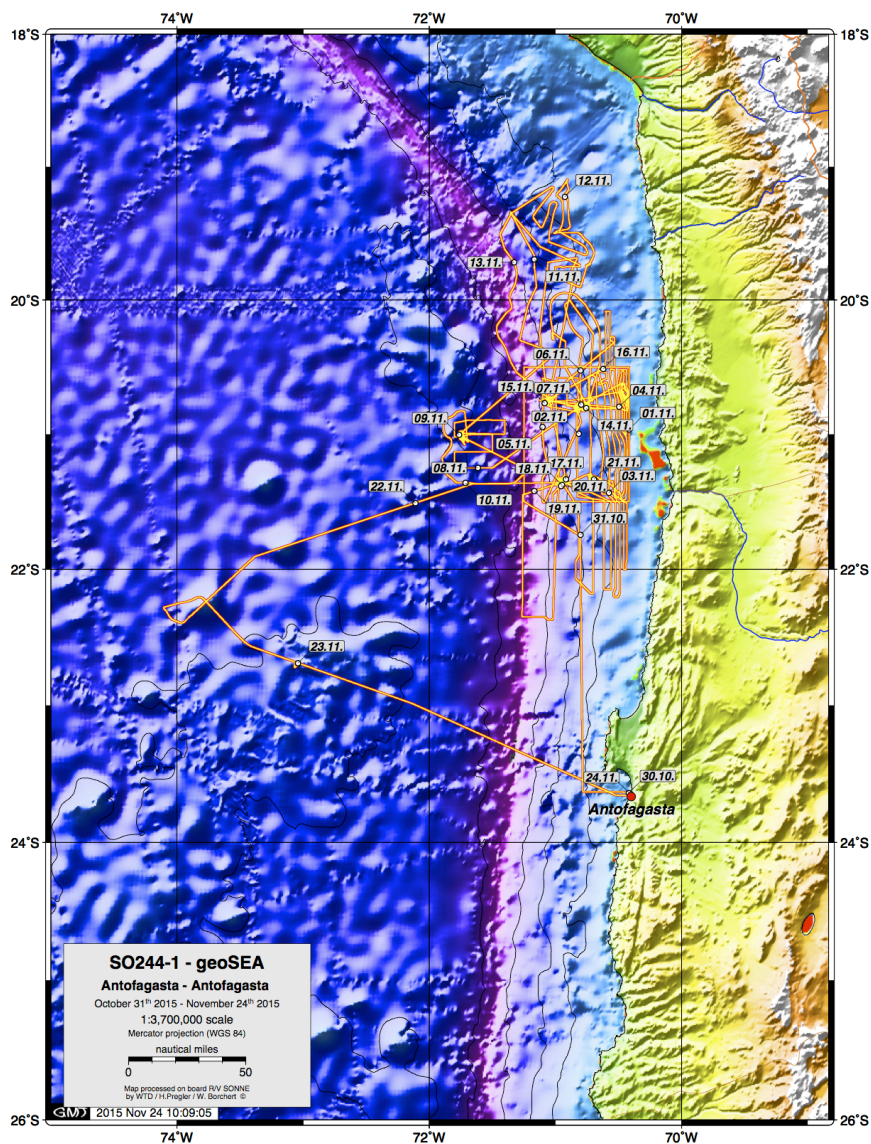 74°W 72°W 70°W
18°S 18°S
12.11.
13.11.
11.11.
20°S 20°S
06.11. 16.11.
15.11. 07.11. 04.11.
09.11. 02.11. 01.11.
14.11.
05.11.
08.11. 18.11. 17.11. 21.11.
03.11.
22.11. 20.11.
10.11. 19.11.
31.10.
22°S 22°S
23.11.
24.11. 30.10.
Antofagasta
24°S 24°S
SO244-1 - geoSEA
Antofagasta - Antofagasta
October 31th 2015 - November 24th 2015
1:3,700,000 scale
Mercator projection (WGS 84)
nautical miles
0 50
Map processed on board R/V SONNE
by WTD / H.Pregler / W. Borchert ©
GMD 2015 Nov 24 10:09:05
26°S 26°S
74°W 72°W 70°W